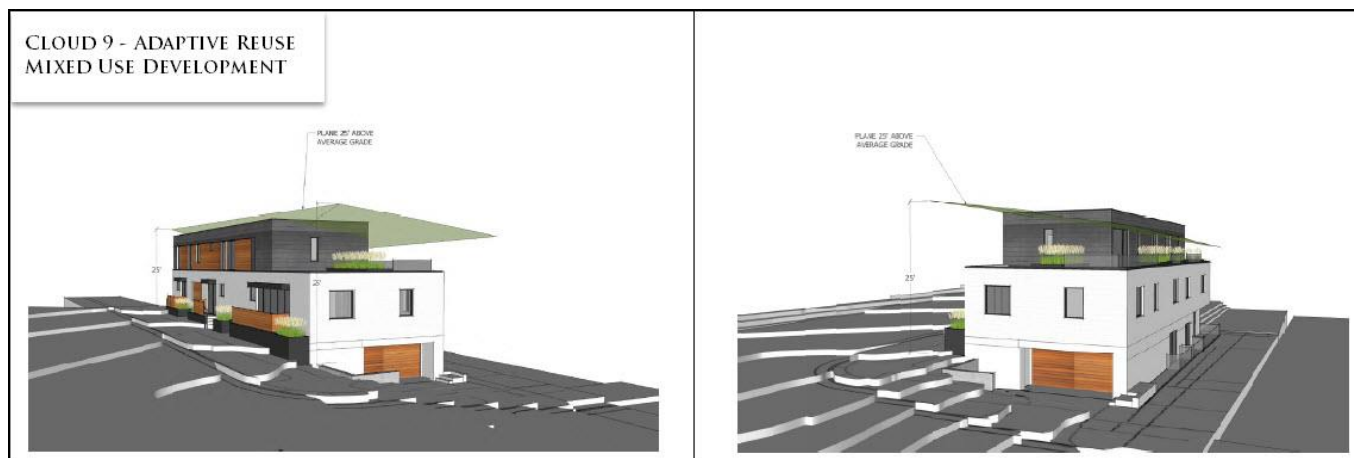 CLOUD 9 - ADAPTIVE REUSE
MIXED USE DEVELOPMENT
PLANE 25' ABOVE
AVERAGE GRADE
25'
25'
PLANE 25' ABOVE
AVERAGE GRADE
25'